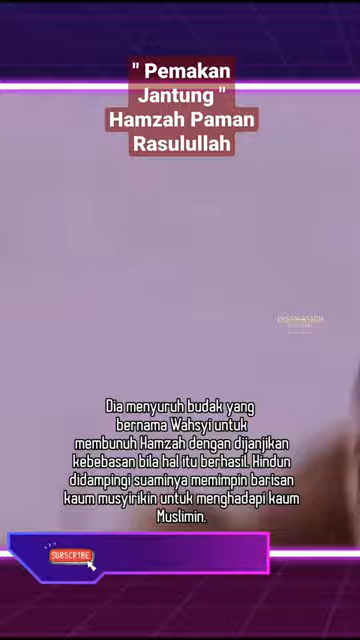 " Pemakan
Jantung "
Hamzah Paman
Rasulullah
Dia menyuruh budak yang
bernama Wahsyi untuk
membunuh Hamzah dengan dijanjikan
kebebasan bila hal itu berhasil. Hindun
didampingi suaminya memimpin barisan
kaum musyirikin untuk menghadapi kaum
Muslimin.
SUBSCRIBE